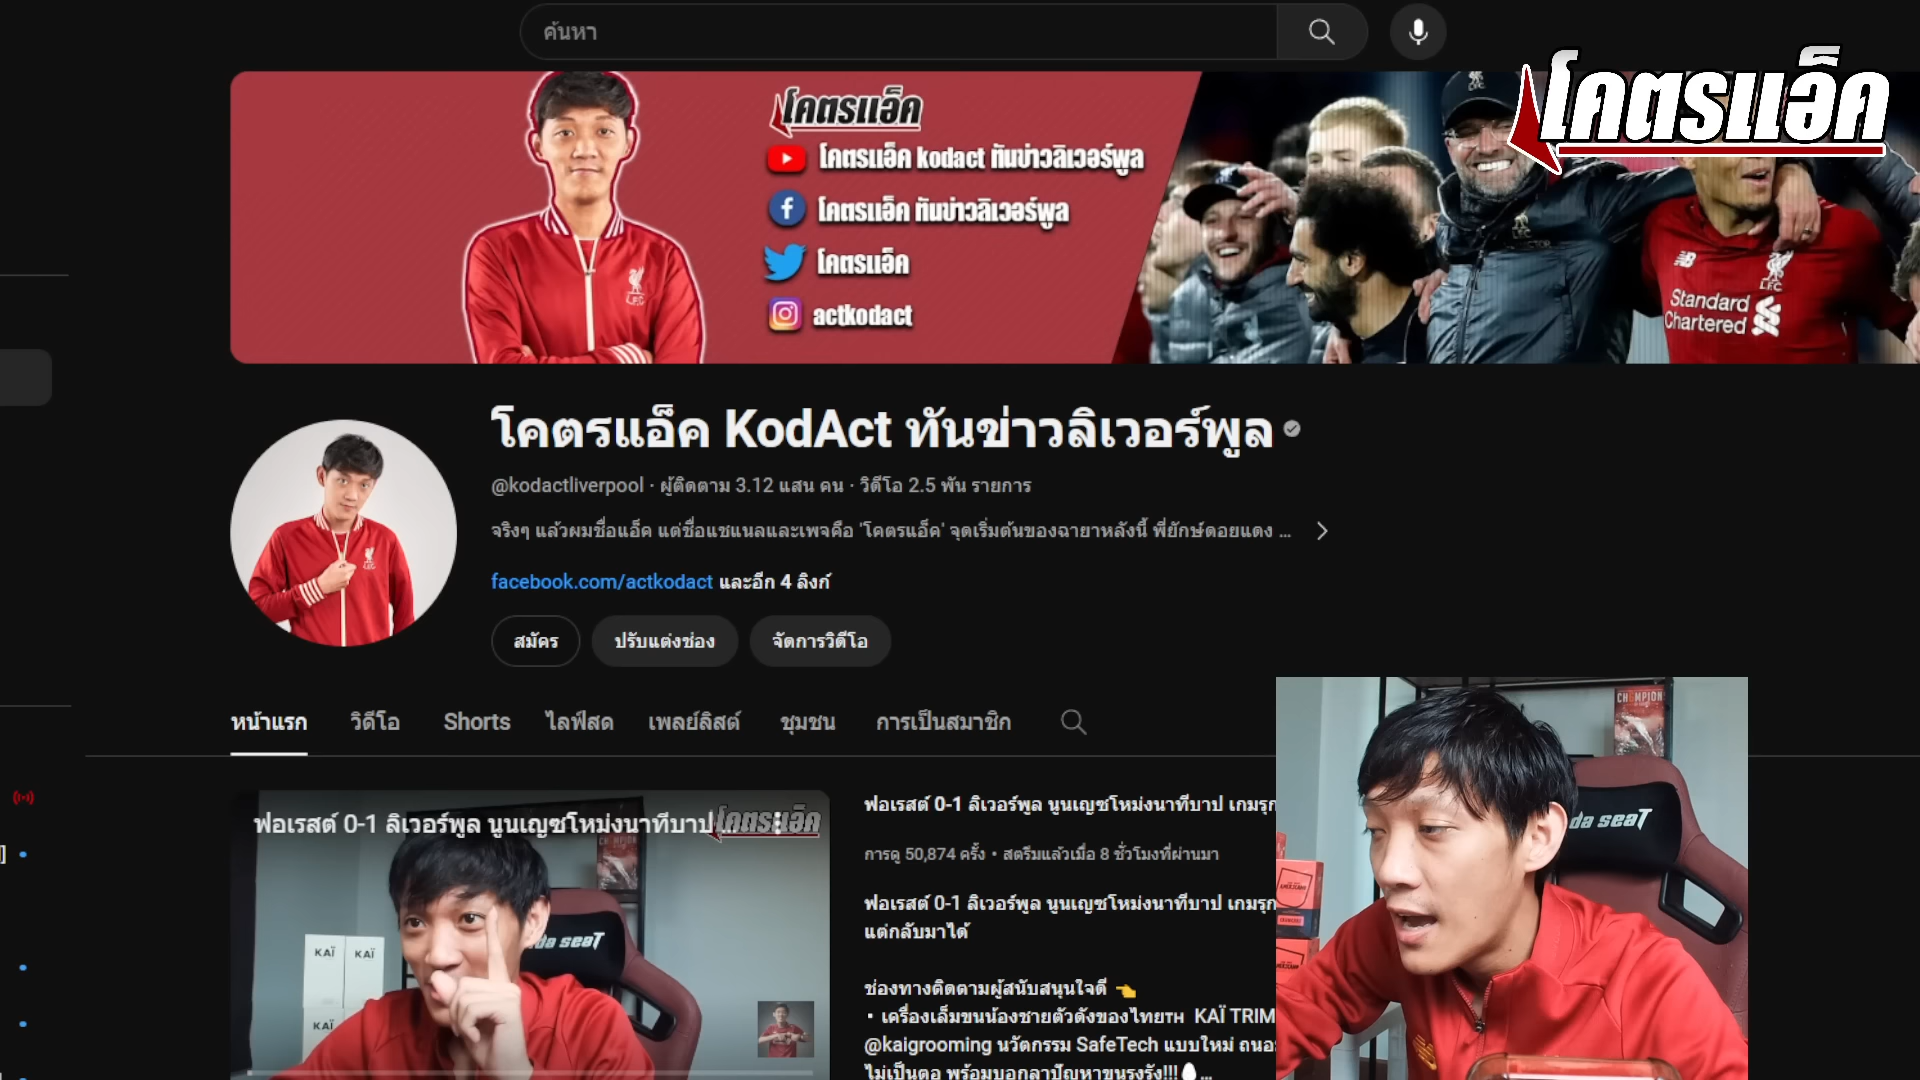 ค้นหา
โคตรแอ็ค
โคตรแอ็ค
โคตรแอ็ค kodact ทันข่าวลิเวอร์พูล
โคตรแอ็ค ทันข่าวลิเวอร์พูล
โคตรแอ็ค
actkodact
Standard
Chartered
โคตรแอ็ค KodAct ทันข่าวลิเวอร์พูล
@kodactliverpool · ผู้ติดตาม 3.12 แสน คน · วิดีโอ 2.5 พัน รายการ
จริงๆ แล้วผมชื่อแอ็ค แต่ชื่อแชแนลและเพจคือ 'โคตรแอ็ค' จุดเริ่มต้นของฉายาหลังนี้ พี่ยักษ์ดอยแดง ...
facebook.com/actkodact และอีก 4 ลิงก์
สมัคร
ปรับแต่งช่อง
จัดการวิดีโอ
หน้าแรก วิดีโอ Shorts ไลฟ์สด เพลย์ลิสต์ ชุมชน การเป็นสมาชิก
ฟอเรสต์ 0-1 ลิเวอร์พูล นูนเญซโหม่งนาทีบาป ...
โคตรแอ็ค
da seaT
KAÏ KAÏ
KAÏ
ฟอเรสต์ 0-1 ลิเวอร์พูล นูนเญซโหม่งนาทีบาป เกมรุก
การดู 50,874 ครั้ง • สตรีมแล้วเมื่อ 8 ชั่วโมงที่ผ่านมา
ฟอเรสต์ 0-1 ลิเวอร์พูล นูนเญซโหม่งนาทีบาป เกมรุก
แต่กลับมาได้
ช่องทางติดตามผู้สนับสนุนใจดี 👈
• เครื่องเล็มขนน้องชายตัวดังของไทยTH KAÏ TRIM
@kaigrooming นวัตกรรม SafeTech แบบใหม่ ถนอ
ไม่เป็นตอ พร้อมบอกลาปัญหาขนรุงรัง!!!🥚...
CHAMPIONS
da seaT